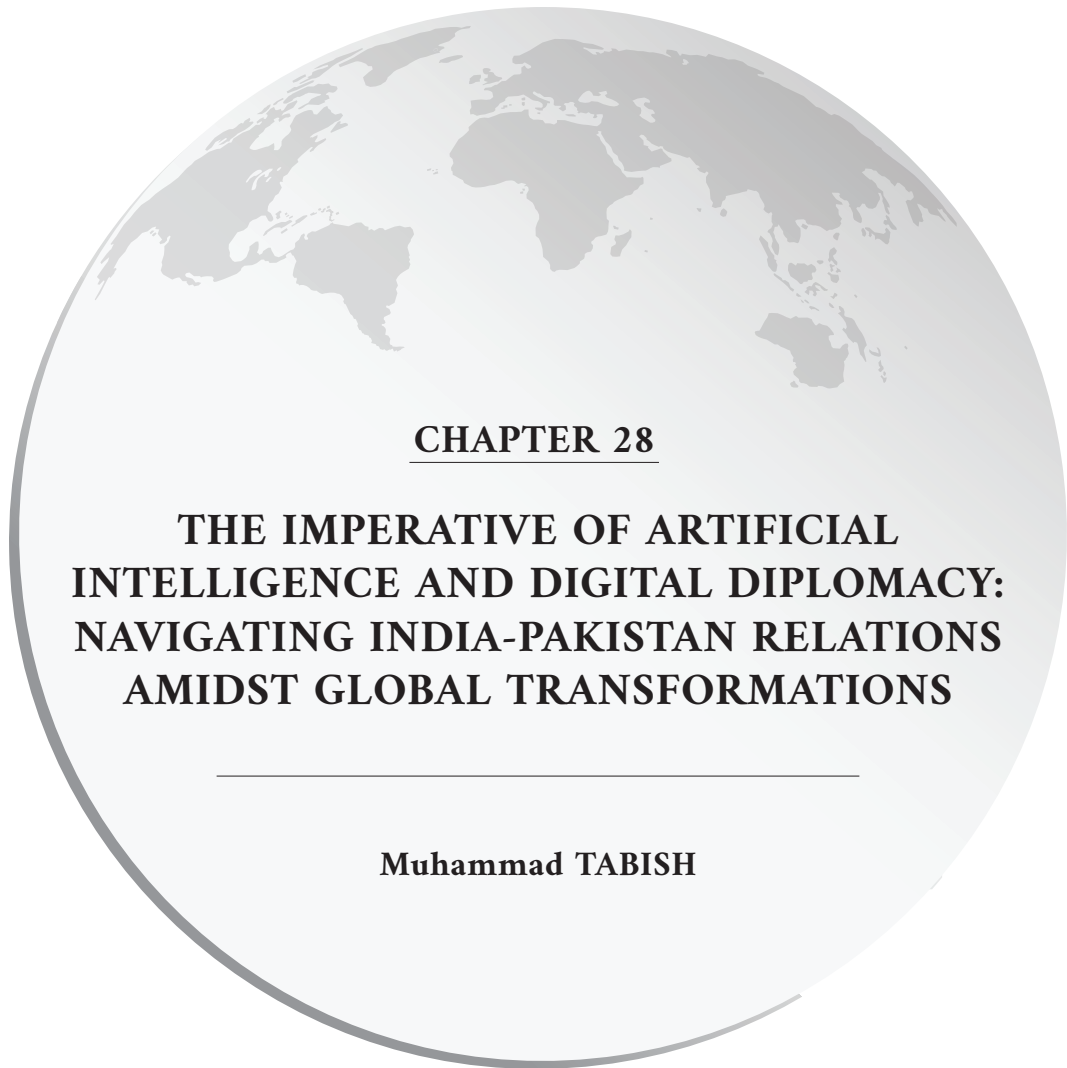 CHAPTER 28
THE IMPERATIVE OF ARTIFICIAL
INTELLIGENCE AND DIGITAL DIPLOMACY:
NAVIGATING INDIA-PAKISTAN RELATIONS
AMIDST GLOBAL TRANSFORMATIONS
Muhammad TABISH